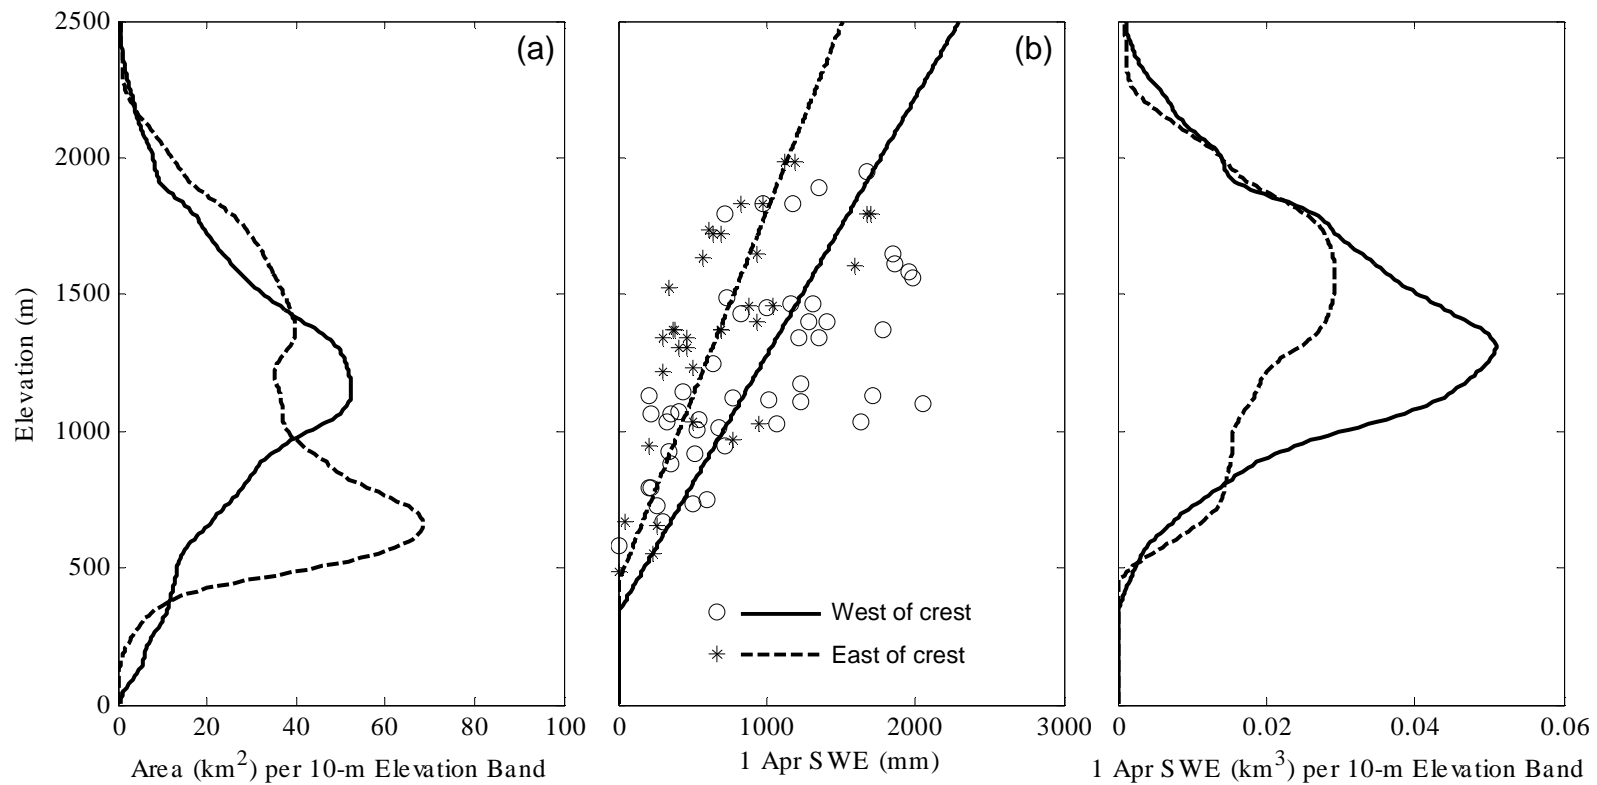 2500
2000
1500
1000
500
0
Elevation (m)
(a)
0 20 40 60 80 100
Area (km²) per 10-m Elevation Band
(b)
West of crest
East of crest
0 1000 2000 3000
1 Apr SWE (mm)
0 0.02 0.04 0.06
1 Apr SWE (km³) per 10-m Elevation Band